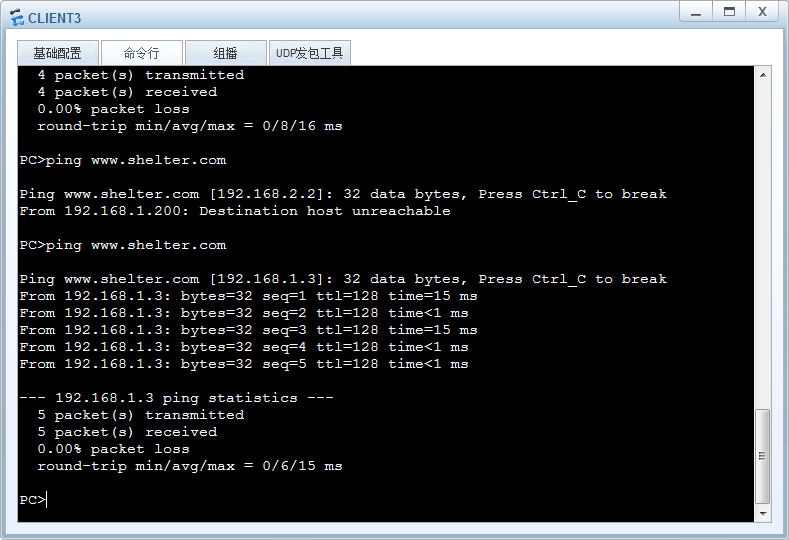 CLIENT3
基础配置 命令行 组播 UDP发包工具
4 packet(s) transmitted
4 packet(s) received
0.00% packet loss
round-trip min/avg/max = 0/8/16 ms
PC>ping www.shelter.com
Ping www.shelter.com [192.168.2.2]: 32 data bytes, Press Ctrl_C to break
From 192.168.1.200: Destination host unreachable
PC>ping www.shelter.com
Ping www.shelter.com [192.168.1.3]: 32 data bytes, Press Ctrl_C to break
From 192.168.1.3: bytes=32 seq=1 ttl=128 time=15 ms
From 192.168.1.3: bytes=32 seq=2 ttl=128 time<1 ms
From 192.168.1.3: bytes=32 seq=3 ttl=128 time=15 ms
From 192.168.1.3: bytes=32 seq=4 ttl=128 time<1 ms
From 192.168.1.3: bytes=32 seq=5 ttl=128 time<1 ms
--- 192.168.1.3 ping statistics ---
5 packet(s) transmitted
5 packet(s) received
0.00% packet loss
round-trip min/avg/max = 0/6/15 ms
PC>